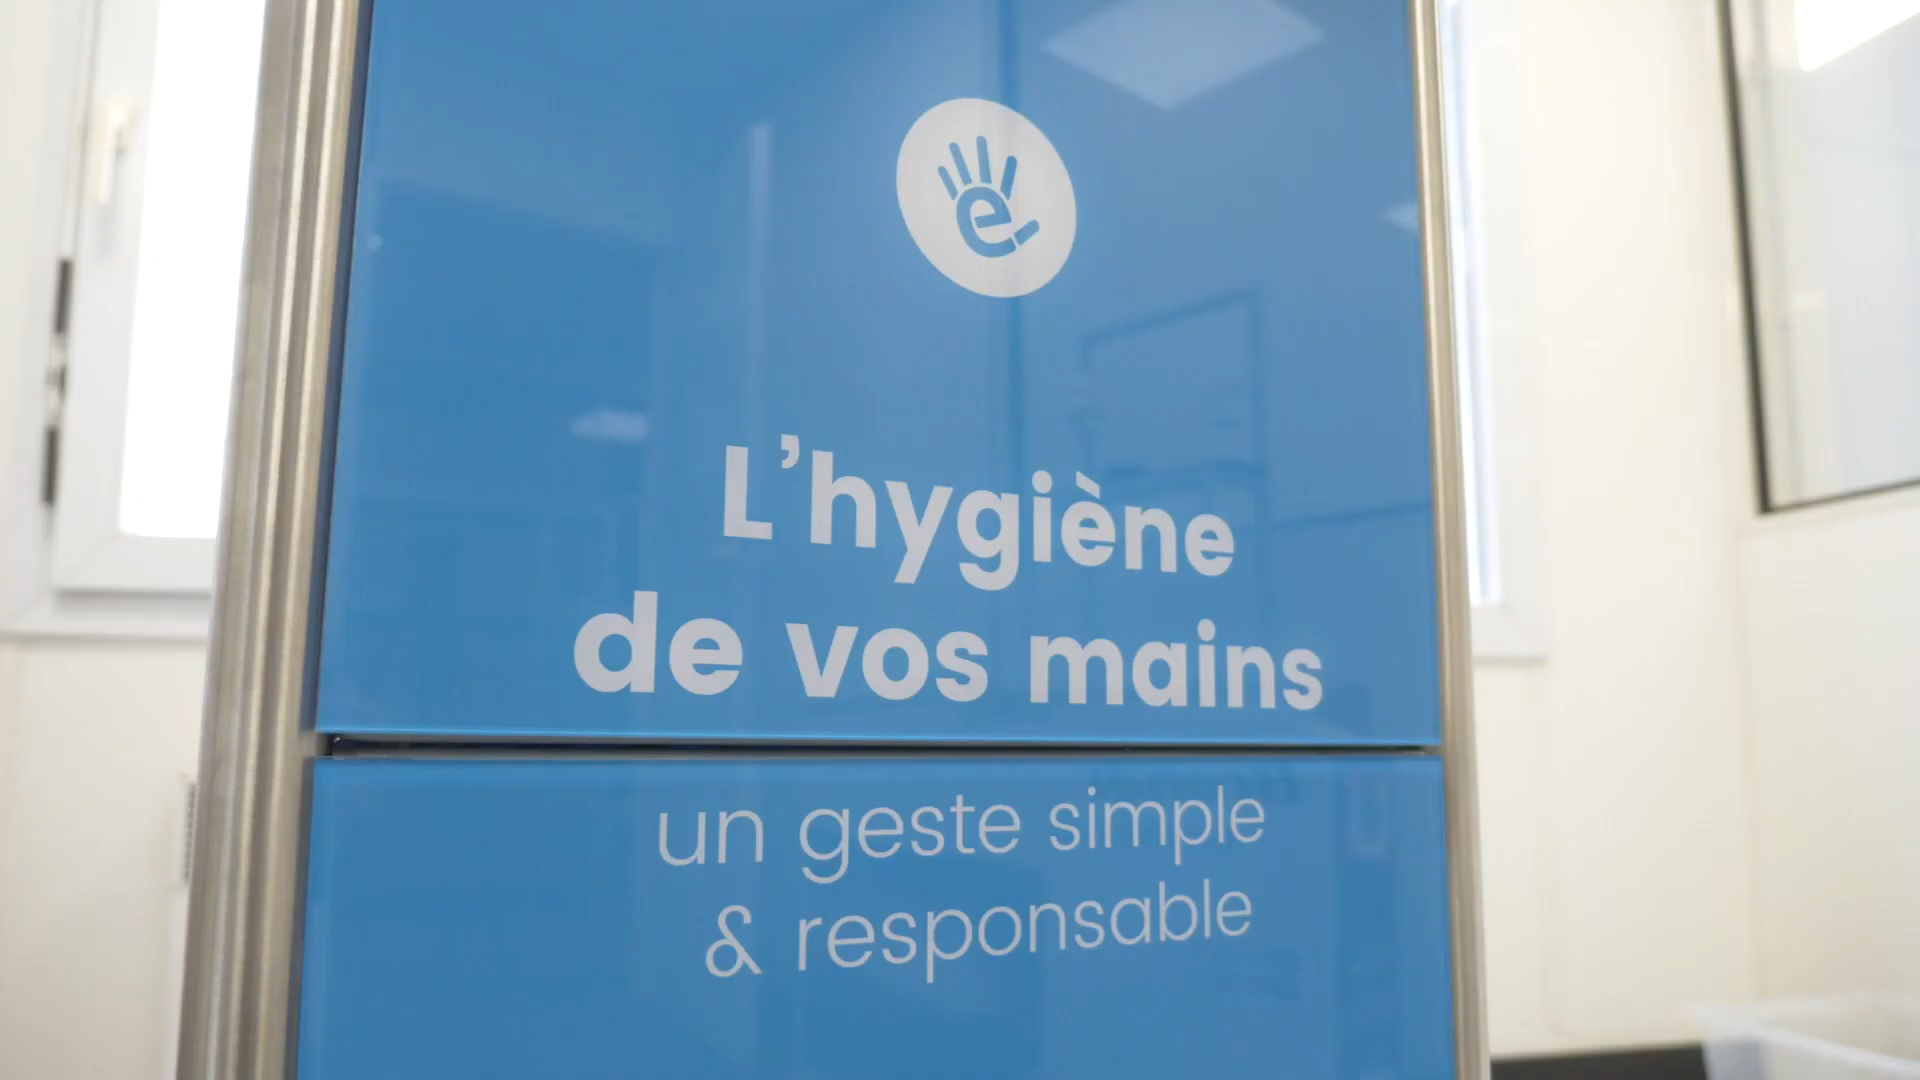 e
L'hygiène
de vos mains
un geste simple
& responsable